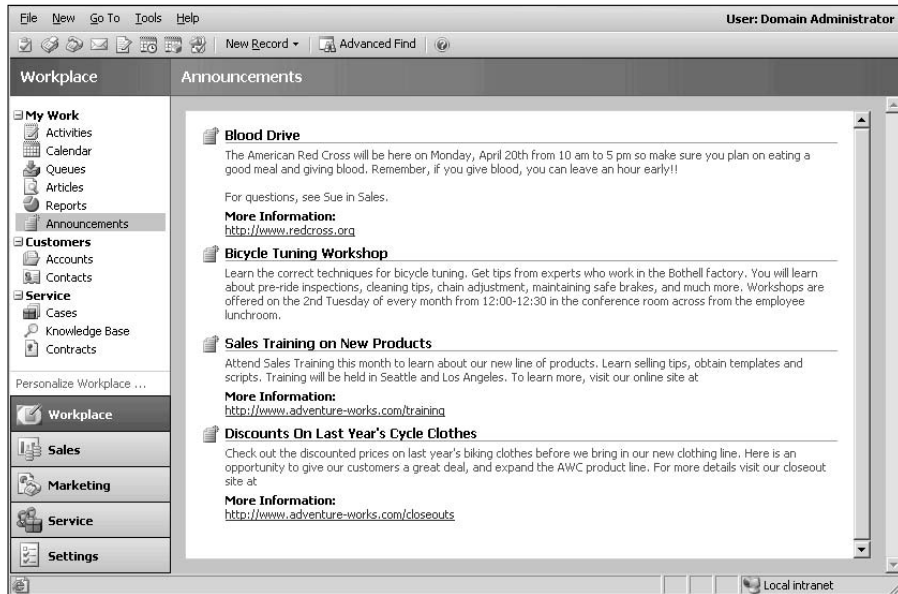 File New Go To Tools Help
User: Domain Administrator
New Record
Advanced Find
Workplace
Announcements
My Work
Activities
Calendar
Queues
Articles
Reports
Announcements
Customers
Accounts
Contacts
Service
Cases
Knowledge Base
Contracts
Personalize Workplace ...
Workplace
Sales
Marketing
Service
Settings
Blood Drive
The American Red Cross will be here on Monday, April 20th from 10 am to 5 pm so make sure you plan on eating a
good meal and giving blood. Remember, if you give blood, you can leave an hour early!!
For questions, see Sue in Sales.
More Information:
http://www.redcross.org
Bicycle Tuning Workshop
Learn the correct techniques for bicycle tuning. Get tips from experts who work in the Bothell factory. You will learn
about pre-ride inspections, cleaning tips, chain adjustment, maintaining safe brakes, and much more. Workshops are
offered on the 2nd Tuesday of every month from 12:00-12:30 in the conference room across from the employee
lunchroom.
Sales Training on New Products
Attend Sales Training this month to learn about our new line of products. Learn selling tips, obtain templates and
scripts. Training will be held in Seattle and Los Angeles. To learn more, visit our online site at
More Information:
http://www.adventure-works.com/training
Discounts On Last Year's Cycle Clothes
Check out the discounted prices on last year's biking clothes before we bring in our new clothing line. Here is an
opportunity to give our customers a great deal, and expand the AWC product line. For more details visit our closeout
site at
More Information:
http://www.adventure-works.com/closeouts
Local intranet